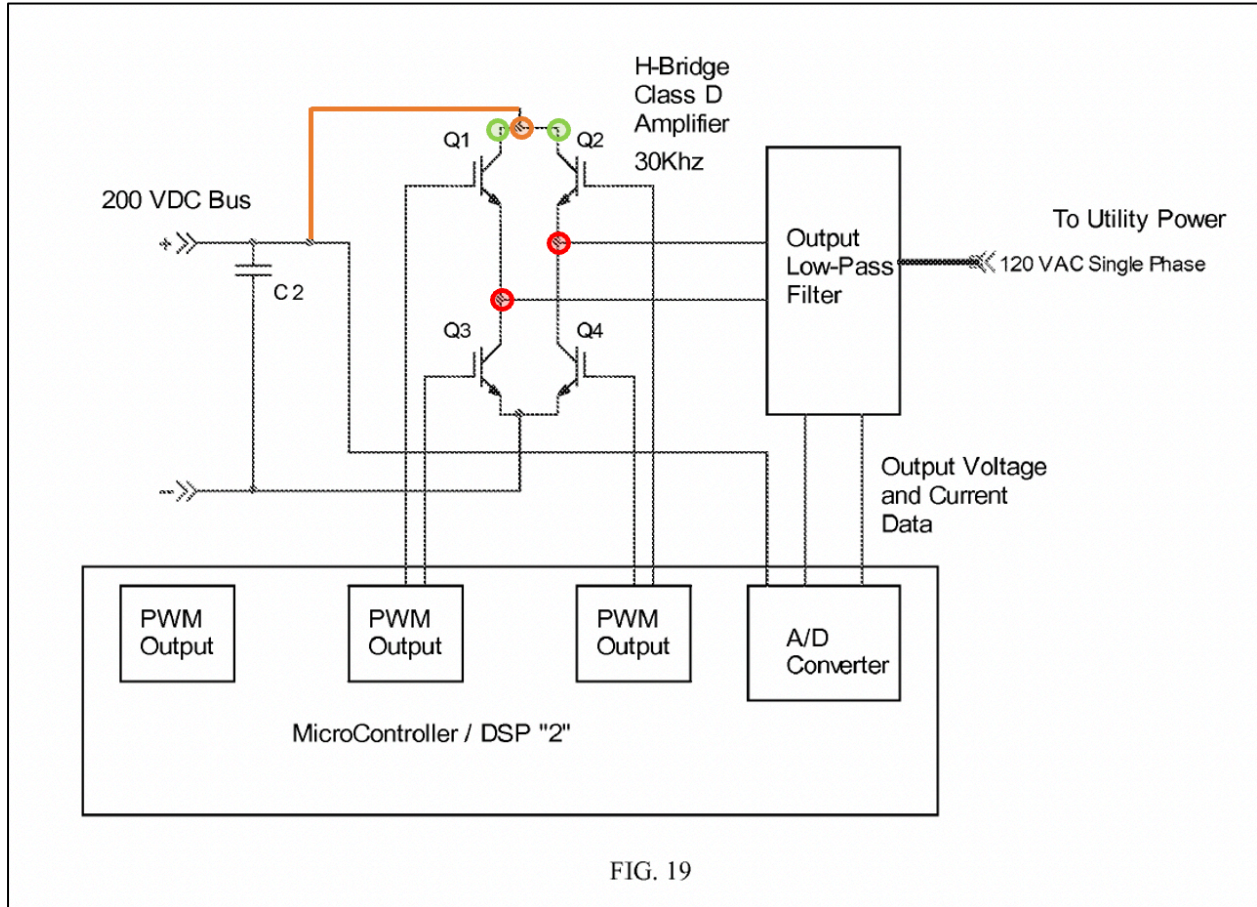 H-Bridge
Class D
Amplifier
30Khz
Q1
Q2
200 VDC Bus
+
C 2
To Utility Power
120 VAC Single Phase
Output
Low-Pass
Filter
Q3
Q4
-
Output Voltage
and Current
Data
PWM
Output
PWM
Output
PWM
Output
A/D
Converter
MicroController / DSP "2"
FIG. 19